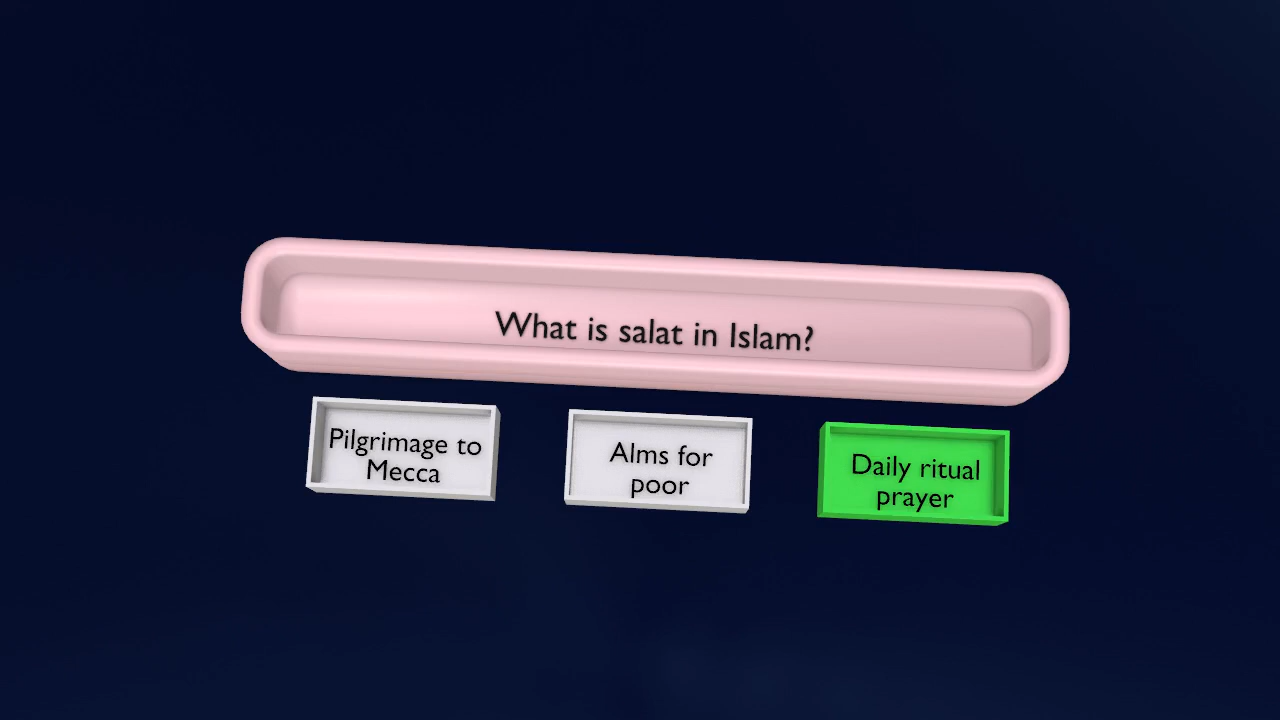 What is salat in Islam?
Pilgrimage to
Mecca
Alms for
poor
Daily ritual
prayer